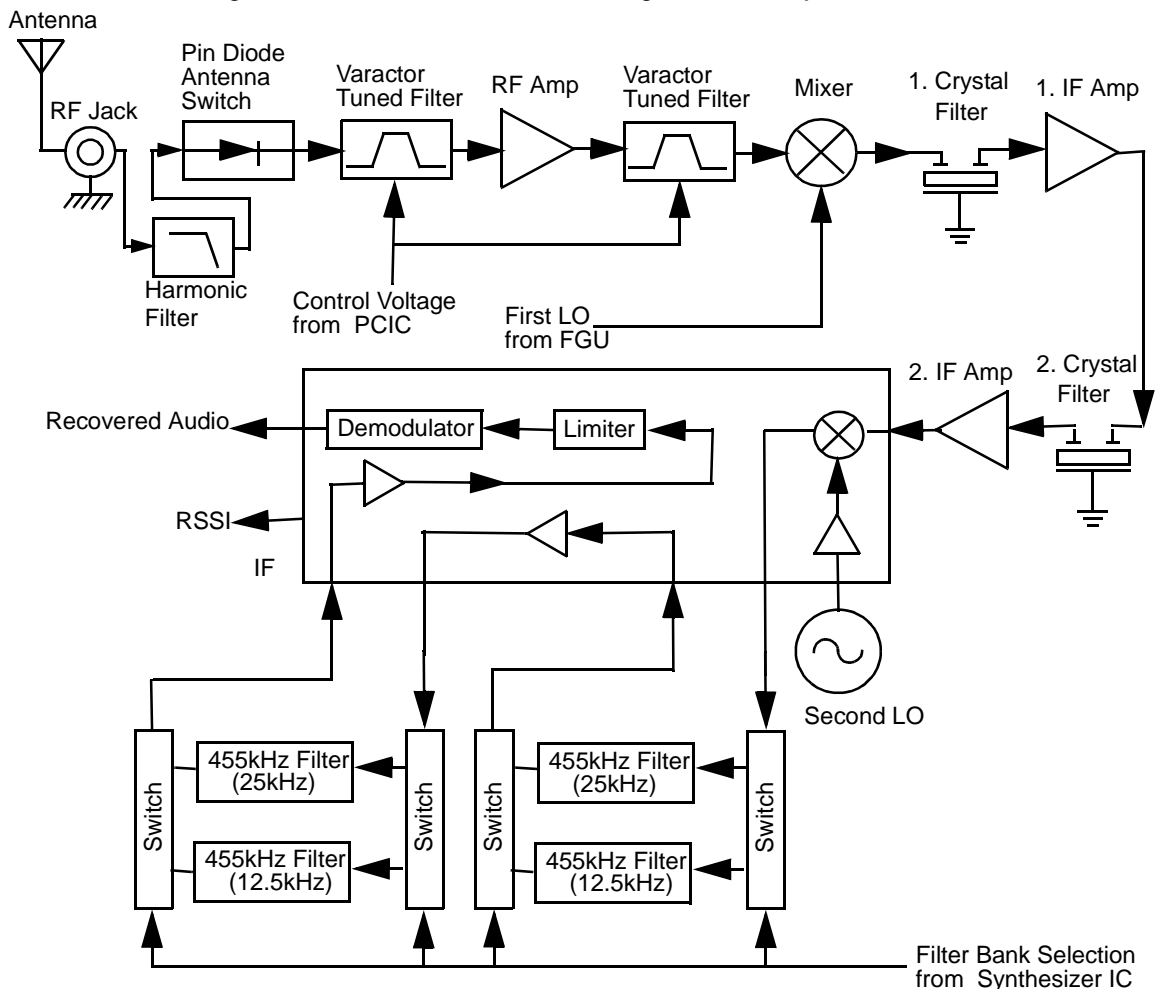 Antenna
RF Jack
Pin Diode
Antenna
Switch
Varactor
Tuned Filter
RF Amp
Varactor
Tuned Filter
Mixer
1. Crystal
Filter
1. IF Amp
Harmonic
Filter
Control Voltage
from PCIC
First LO
from FGU
2. IF Amp
2. Crystal
Filter
Recovered Audio
Demodulator
Limiter
RSSI
IF
Second LO
Switch
455kHz Filter
(25kHz)
455kHz Filter
(12.5kHz)
Switch
Switch
455kHz Filter
(25kHz)
455kHz Filter
(12.5kHz)
Switch
Filter Bank Selection
from Synthesizer IC